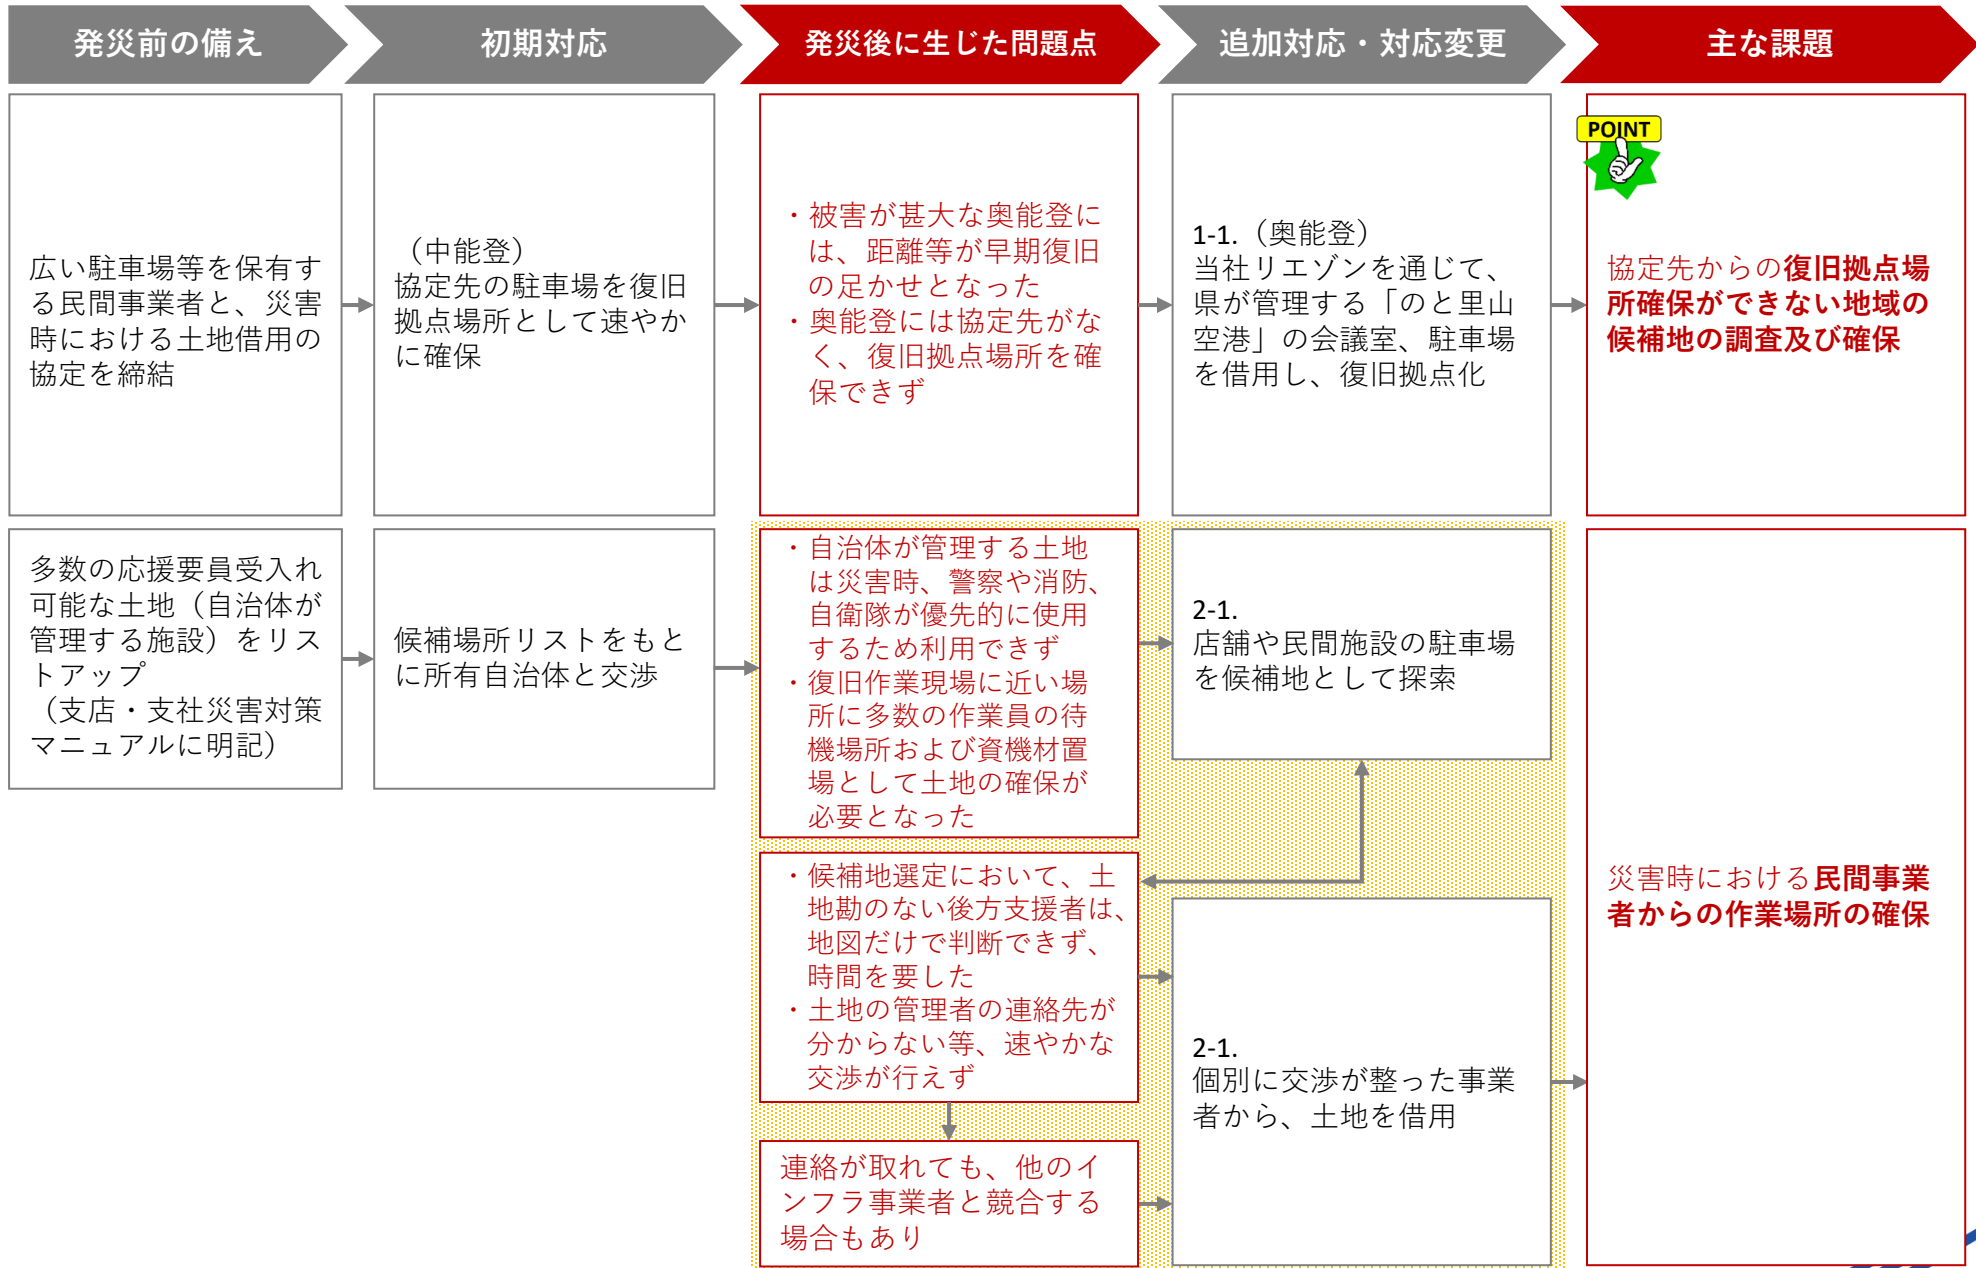 発災前の備え
初期対応
発災後に生じた問題点
追加対応・対応変更
主な課題
広い駐車場等を保有す
る民間事業者と、災害
時における土地借用の
協定を締結
（中能登）
協定先の駐車場を復旧
拠点場所として速やか
に確保
・被害が甚大な奥能登に
は、距離等が早期復旧
の足かせとなった
・奥能登には協定先がな
く、復旧拠点場所を確
保できず
1-1.（奥能登）
当社リエゾンを通じて、
県が管理する「のと里山
空港」の会議室、駐車場
を借用し、復旧拠点化
POINT
協定先からの復旧拠点場
所確保ができない地域の
候補地の調査及び確保
多数の応援要員受入れ
可能な土地（自治体が
管理する施設）をリス
トアップ
（支店・支社災害対策
マニュアルに明記）
候補場所リストをもと
に所有自治体と交渉
・自治体が管理する土地
は災害時、警察や消防、
自衛隊が優先的に使用
するため利用できず
・復旧作業現場に近い場
所に多数の作業員の待
機場所および資機材置
場として土地の確保が
必要となった
2-1.
店舗や民間施設の駐車場
を候補地として探索
・候補地選定において、土
地勘のない後方支援者は、
地図だけで判断できず、
時間を要した
・土地の管理者の連絡先が
分からない等、速やかな
交渉が行えず
連絡が取れても、他のイ
ンフラ事業者と競合する
場合もあり
2-1.
個別に交渉が整った事業
者から、土地を借用
災害時における民間事業
者からの作業場所の確保